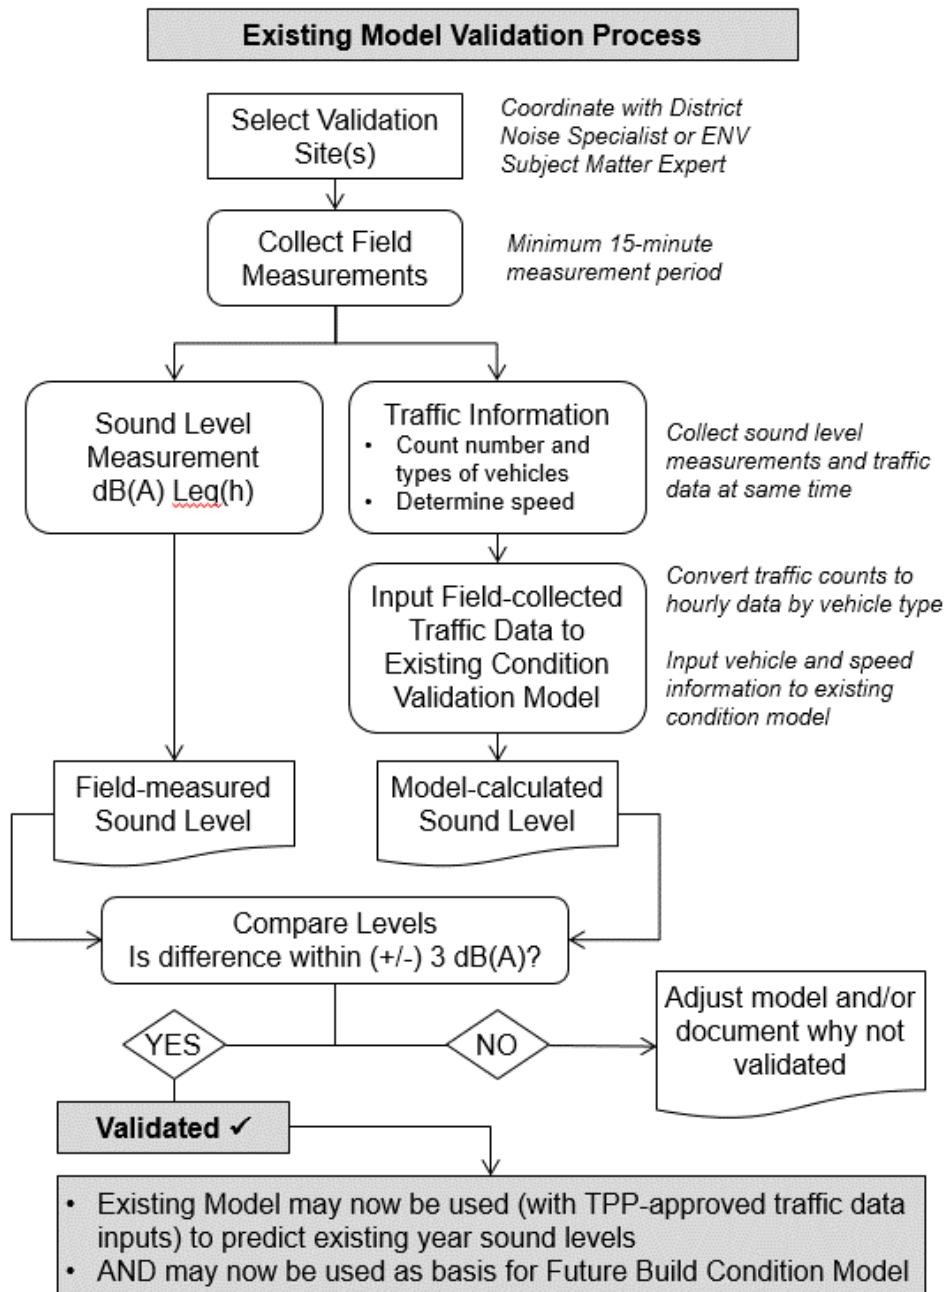 Existing Model Validation Process
Select Validation
Site(s)
Coordinate with District
Noise Specialist or ENV
Subject Matter Expert
Collect Field
Measurements
Minimum 15-minute
measurement period
Sound Level
Measurement
dB(A) Leq(h)
Traffic Information
• Count number and
types of vehicles
• Determine speed
Collect sound level
measurements and traffic
data at same time
Input Field-collected
Traffic Data to
Existing Condition
Validation Model
Convert traffic counts to
hourly data by vehicle type
Input vehicle and speed
information to existing
condition model
Field-measured
Sound Level
Model-calculated
Sound Level
Compare Levels
Is difference within (+/-) 3 dB(A)?
YES
NO
Adjust model and/or
document why not
validated
Validated ✓
• Existing Model may now be used (with TPP-approved traffic data
inputs) to predict existing year sound levels
• AND may now be used as basis for Future Build Condition Model